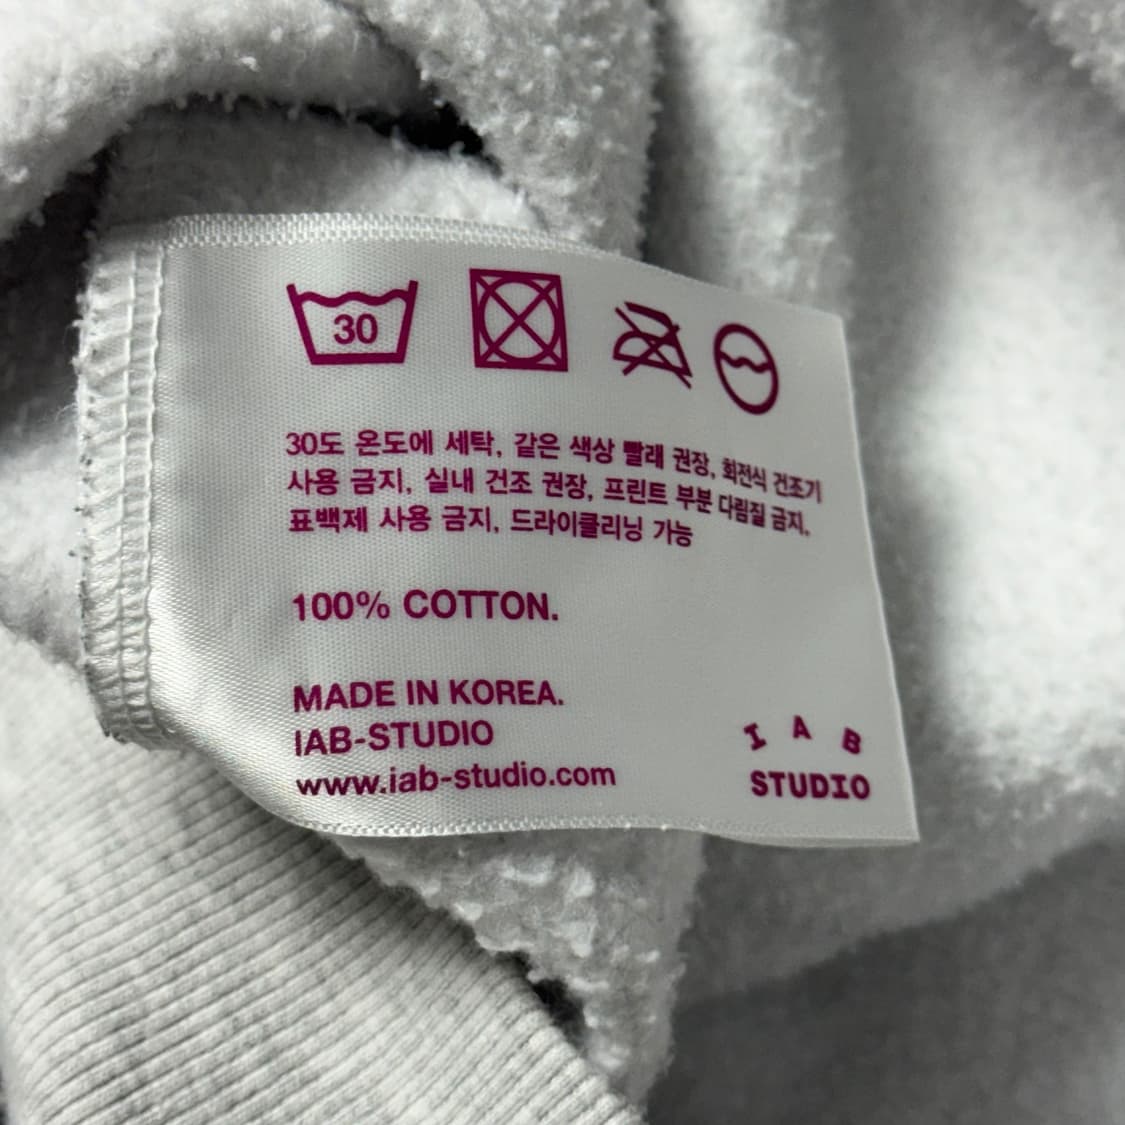 30
30도 온도에 세탁, 같은 색상 빨래 권장, 회전식 건조기
사용 금지, 실내 건조 권장, 프린트 부분 다림질 금지,
표백제 사용 금지, 드라이클리닝 가능
100% COTTON.
MADE IN KOREA.
IAB-STUDIO
www.iab-studio.com
I A B
STUDIO